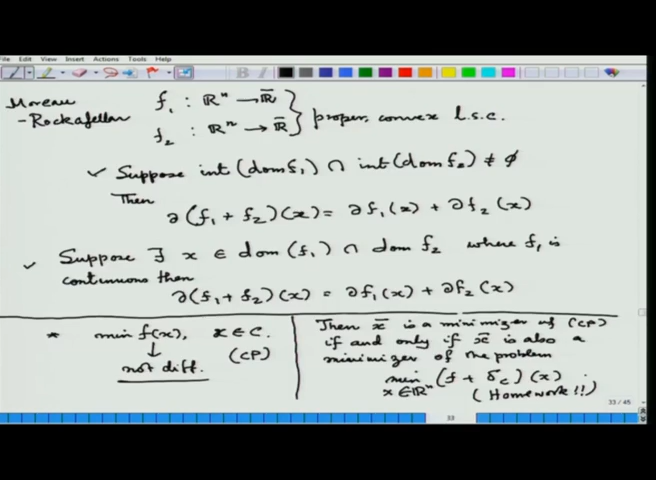 File Edit View Insert Actions Tools Help
Moreau
-Rockafellar
f₁ : ℝⁿ → ℝ̄
f₂ : ℝⁿ → ℝ̄
} proper, convex l.s.c.
✓ Suppose int(dom f₁) ∩ int(dom f₂) ≠ ϕ
Then
∂(f₁ + f₂)(x) = ∂f₁(x) + ∂f₂(x)
✓ Suppose ∃ x ∈ dom(f₁) ∩ dom f₂ where f₁ is
continuous then
∂(f₁ + f₂)(x) = ∂f₁(x) + ∂f₂(x)
* min f(x), x ∈ C.
↓ (CP)
not diff.
Then x̄ is a minimizer of (CP)
if and only if x̄ is also a
minimizer of the problem
min (f + δ_C)(x)
x ∈ ℝⁿ (Homework!!)
33 / 45
33